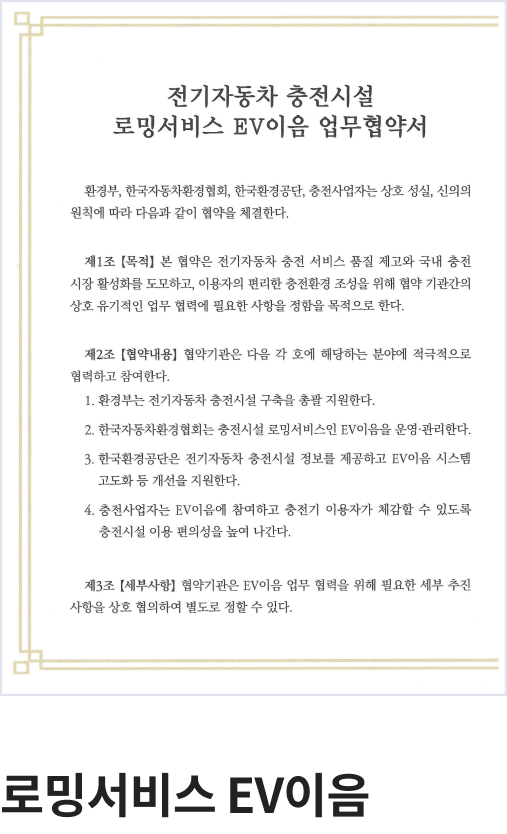 전기자동차 충전시설
로밍서비스 EV이음 업무협약서
환경부, 한국자동차환경협회, 한국환경공단, 충전사업자는 상호 성실, 신의의
원칙에 따라 다음과 같이 협약을 체결한다.
제1조【목적】본 협약은 전기자동차 충전 서비스 품질 제고와 국내 충전
시장 활성화를 도모하고, 이용자의 편리한 충전환경 조성을 위해 협약 기관간의
상호 유기적인 업무 협력에 필요한 사항을 정함을 목적으로 한다.
제2조【협약내용】협약기관은 다음 각 호에 해당하는 분야에 적극적으로
협력하고 참여한다.
1. 환경부는 전기자동차 충전시설 구축을 총괄 지원한다.
2. 한국자동차환경협회는 충전시설 로밍서비스인 EV이음을 운영·관리한다.
3. 한국환경공단은 전기자동차 충전시설 정보를 제공하고 EV이음 시스템
고도화 등 개선을 지원한다.
4. 충전사업자는 EV이음에 참여하고 충전기 이용자가 체감할 수 있도록
충전시설 이용 편의성을 높여 나간다.
제3조【세부사항】협약기관은 EV이음 업무 협력을 위해 필요한 세부 추진
사항을 상호 협의하여 별도로 정할 수 있다.
로밍서비스 EV이음